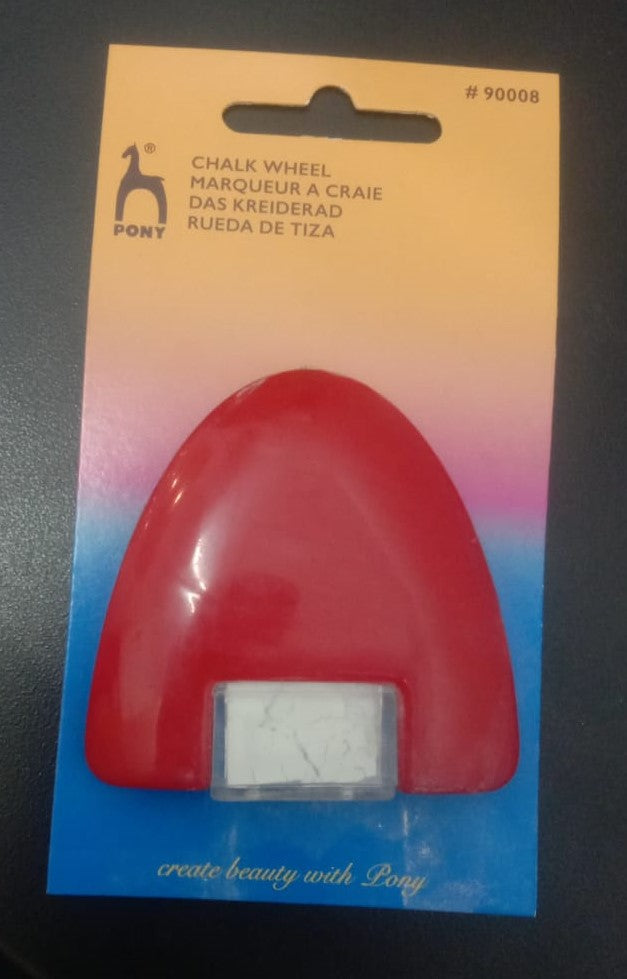 # 90008
®
PONY
CHALK WHEEL
MARQUEUR A CRAIE
DAS KREIDERAD
RUEDA DE TIZA
create beauty with Pony